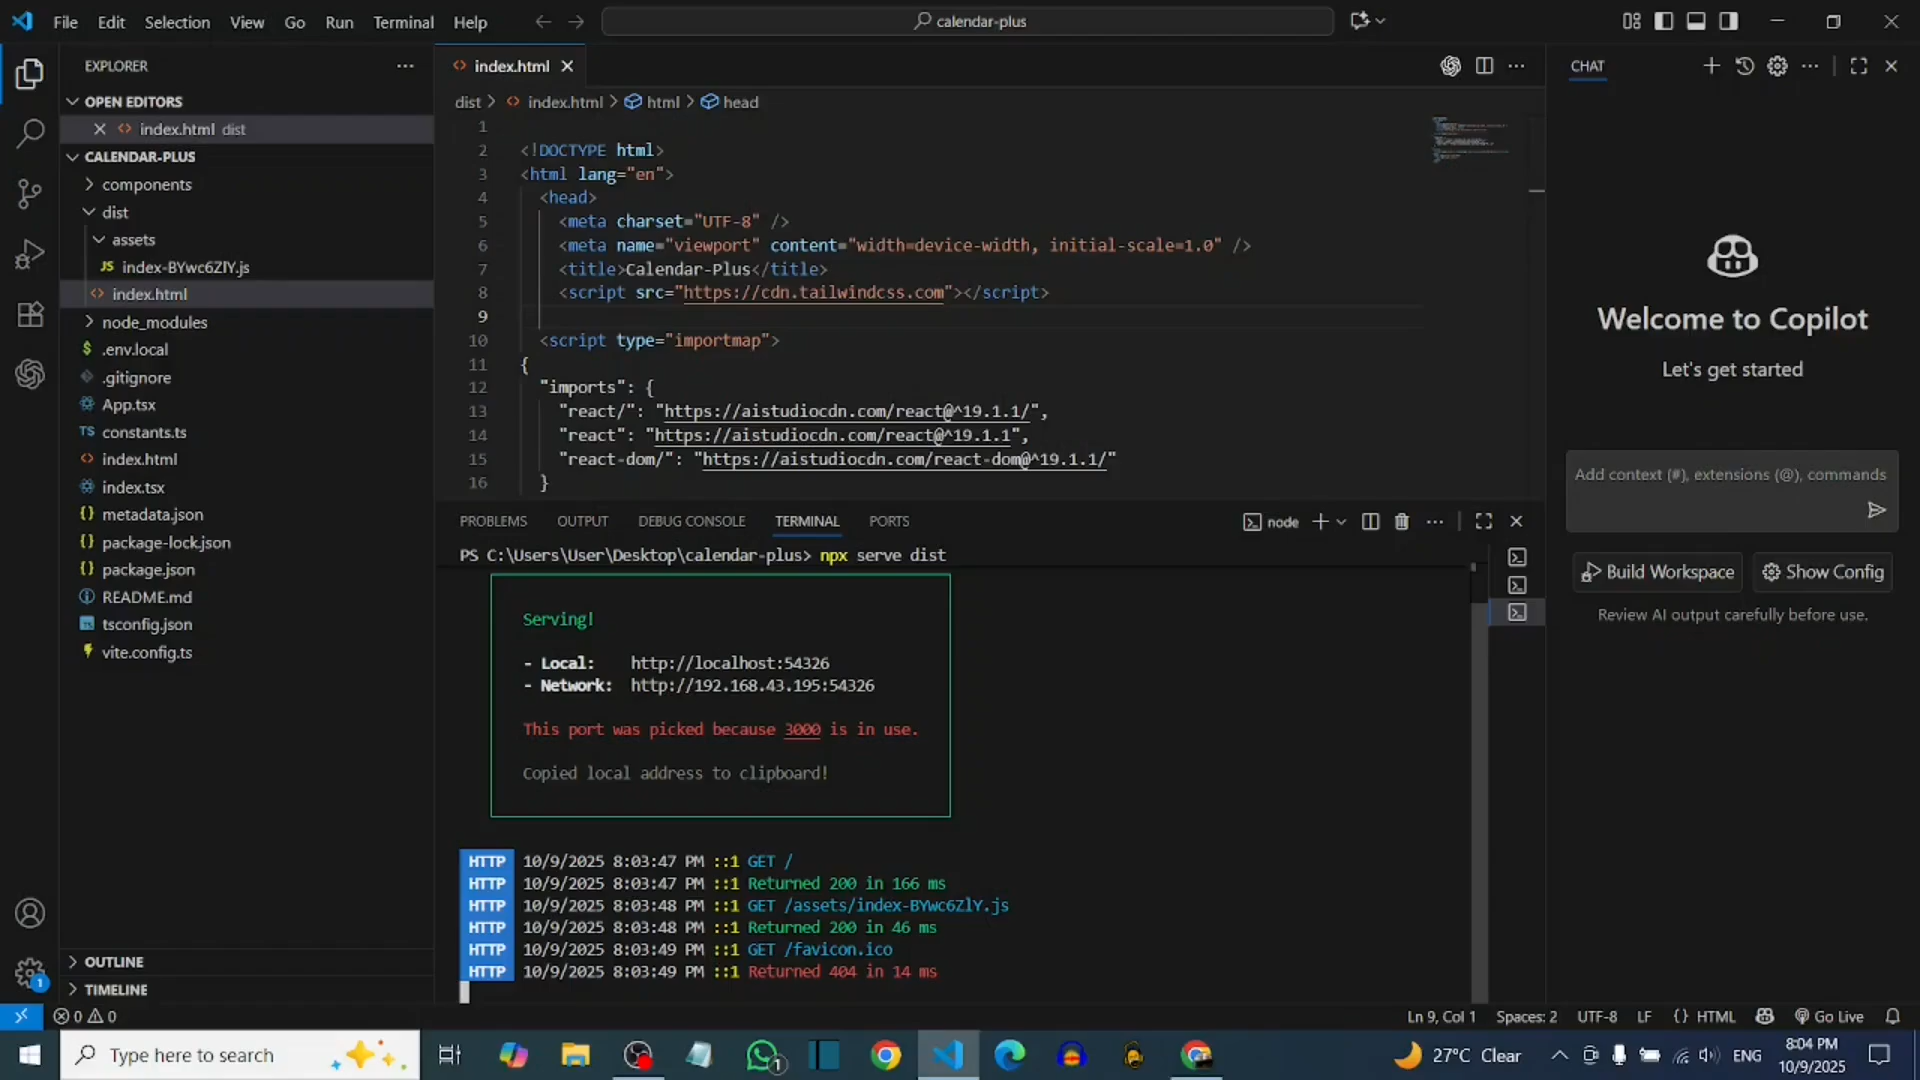 File Edit Selection View Go Run Terminal Help
calendar-plus
EXPLORER
OPEN EDITORS
index.html dist
CALENDAR-PLUS
components
dist
assets
JS index-BYwc6ZlY.js
index.html
node_modules
$ .env.local
.gitignore
App.tsx
TS constants.ts
index.html
index.tsx
{} metadata.json
{} package-lock.json
{} package.json
README.md
tsconfig.json
vite.config.ts
OUTLINE
TIMELINE
index.html
dist > index.html > html > head
1
2 <!DOCTYPE html>
3 <html lang="en">
4 <head>
5 <meta charset="UTF-8" />
6 <meta name="viewport" content="width=device-width, initial-scale=1.0" />
7 <title>Calendar-Plus</title>
8 <script src="https://cdn.tailwindcss.com"></script>
9
10 <script type="importmap">
11 {
12 "imports": {
13 "react/": "https://aistudiocdn.com/react@^19.1.1/",
14 "react": "https://aistudiocdn.com/react@^19.1.1",
15 "react-dom/": "https://aistudiocdn.com/react-dom@^19.1.1/"
16 }
PROBLEMS OUTPUT DEBUG CONSOLE TERMINAL PORTS
node
PS C:\Users\User\Desktop\calendar-plus> npx serve dist
Serving!
- Local: http://localhost:54326
- Network: http://192.168.43.195:54326
This port was picked because 3000 is in use.
Copied local address to clipboard!
HTTP 10/9/2025 8:03:47 PM ::1 GET /
HTTP 10/9/2025 8:03:47 PM ::1 Returned 200 in 166 ms
HTTP 10/9/2025 8:03:48 PM ::1 GET /assets/index-BYwc6ZlY.js
HTTP 10/9/2025 8:03:48 PM ::1 Returned 200 in 46 ms
HTTP 10/9/2025 8:03:49 PM ::1 GET /favicon.ico
HTTP 10/9/2025 8:03:49 PM ::1 Returned 404 in 14 ms
CHAT
Welcome to Copilot
Let's get started
Add context (#), extensions (@), commands
Build Workspace
Show Config
Review AI output carefully before use.
1
0 0
Ln 9, Col 1 Spaces: 2 UTF-8 LF {} HTML Go Live
Type here to search
1
27°C Clear
ENG
8:04 PM
10/9/2025